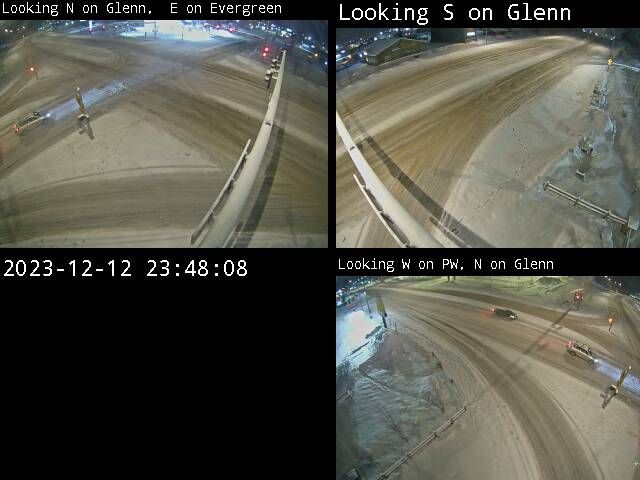 Looking N on Glenn,  E on Evergreen
Looking S on Glenn
2023-12-12 23:48:08
Looking W on PW, N on Glenn